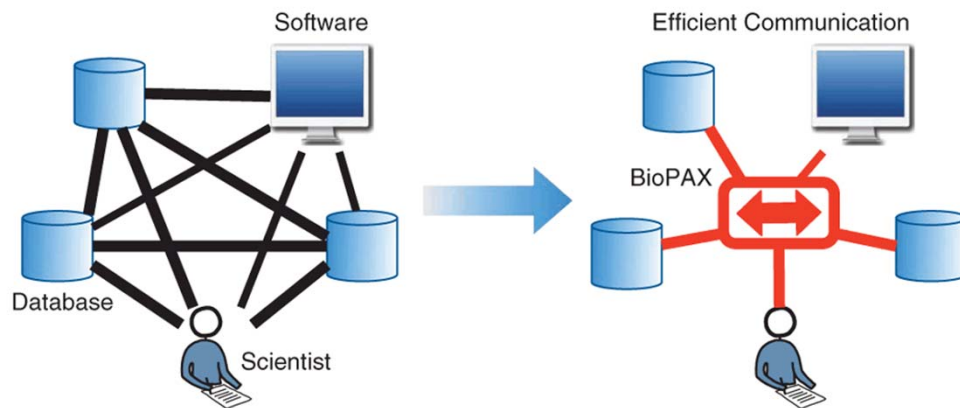 Software
Efficient Communication
BioPAX
Database
Scientist